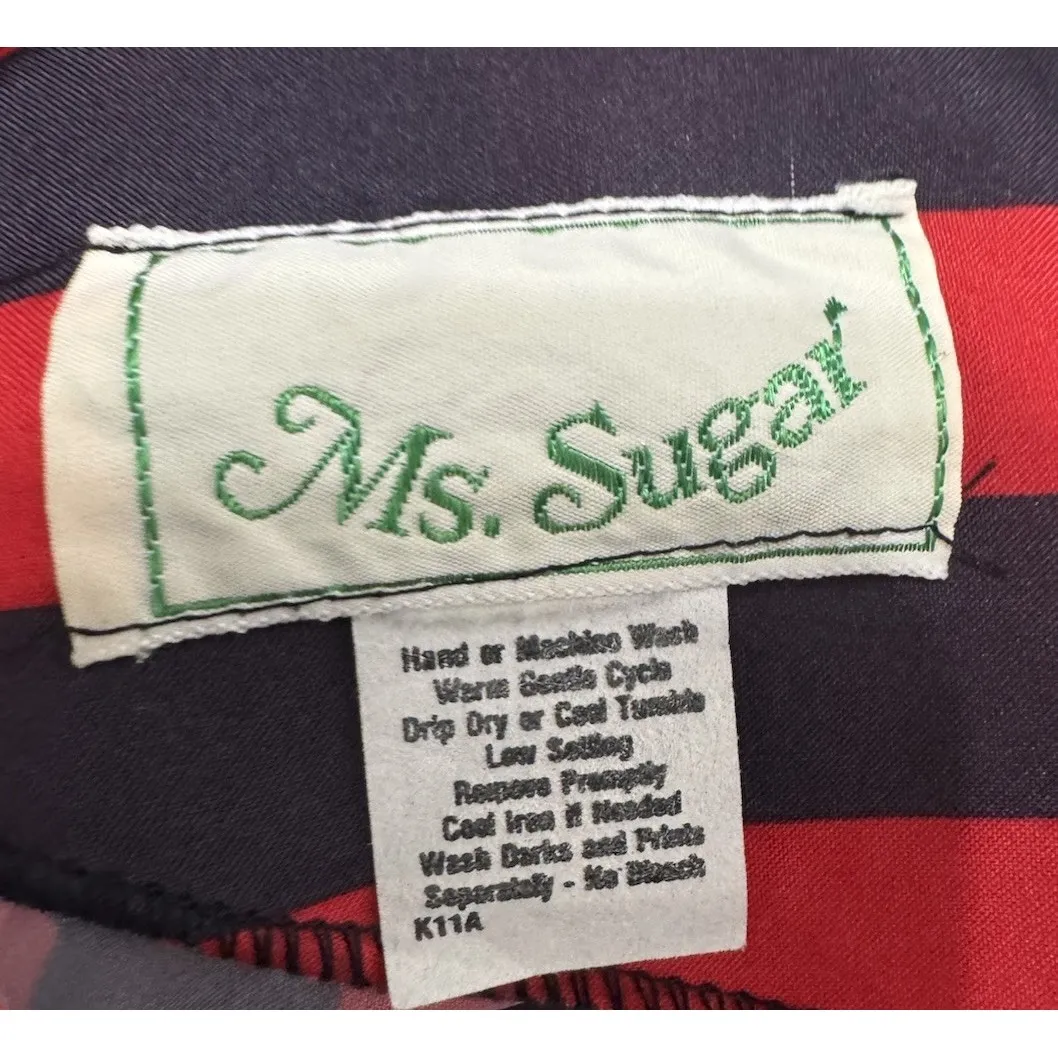 Ms. Sugar
Hand or Machine Wash
Warm Gentle Cycle
Drip Dry or Cool Tumble
Low Setting
Remove Promptly
Cool Iron if Needed
Wash Darks and Prints
Separately - No Bleach
K11A